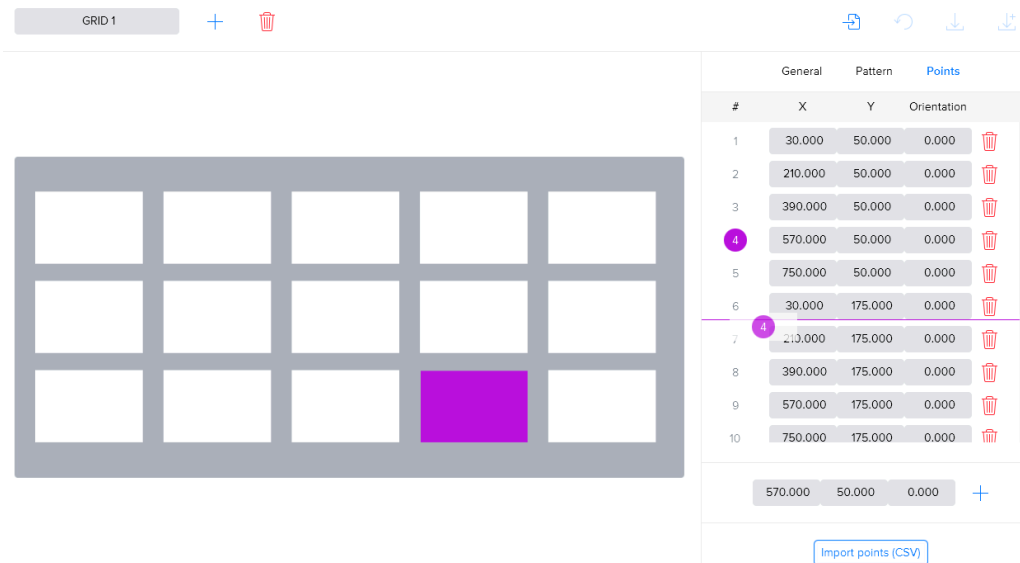 GRID 1
General Pattern Points
# X Y Orientation
1 30.000 50.000 0.000
2 210.000 50.000 0.000
3 390.000 50.000 0.000
4 570.000 50.000 0.000
5 750.000 50.000 0.000
6 30.000 175.000 0.000
4
7 210.000 175.000 0.000
8 390.000 175.000 0.000
9 570.000 175.000 0.000
10 750.000 175.000 0.000
570.000 50.000 0.000
Import points (CSV)